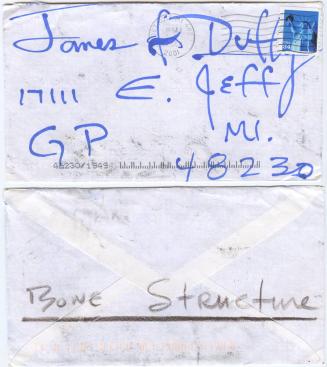 James F Duffy
17111 E. Jeff
GP MI.
48230
48230/1949
Bone Structure